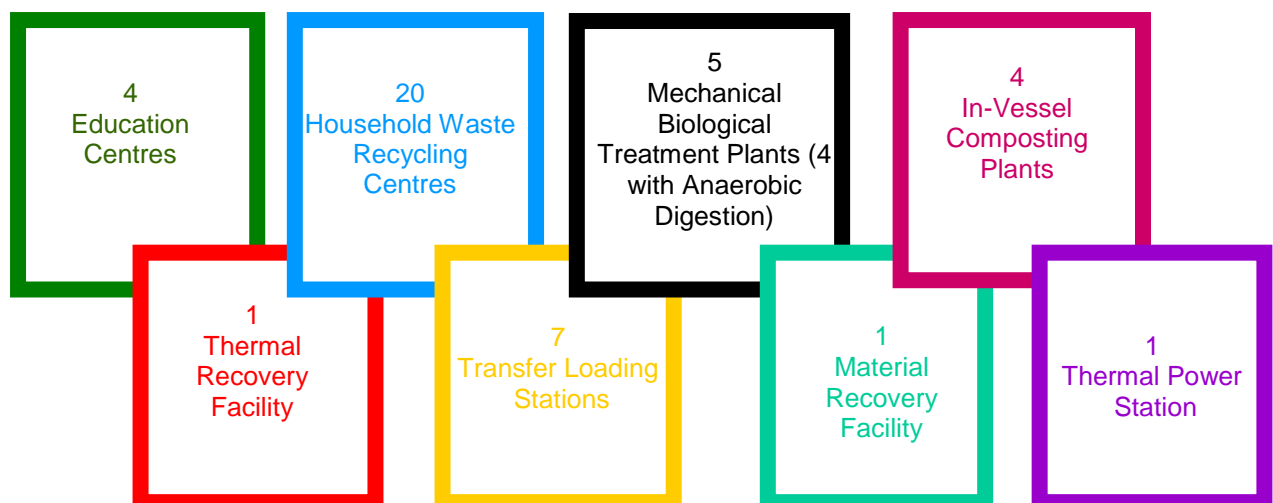 4
Education
Centres
20
Household Waste
Recycling
Centres
5
Mechanical
Biological
Treatment Plants (4
with Anaerobic
Digestion)
4
In-Vessel
Composting
Plants
1
Thermal
Recovery
Facility
7
Transfer Loading
Stations
1
Material
Recovery
Facility
1
Thermal Power
Station